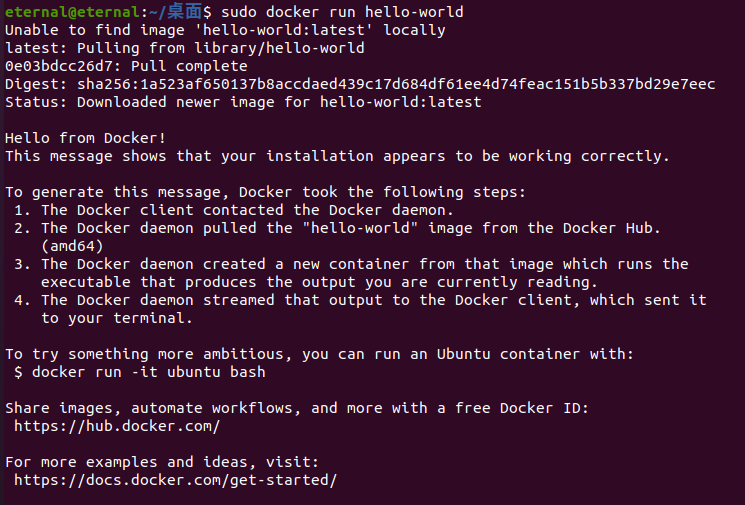 eternal@eternal:~/桌面$ sudo docker run hello-world
Unable to find image 'hello-world:latest' locally
latest: Pulling from library/hello-world
0e03bdcc26d7: Pull complete
Digest: sha256:1a523af650137b8accdaed439c17d684df61ee4d74feac151b5b337bd29e7eec
Status: Downloaded newer image for hello-world:latest

Hello from Docker!
This message shows that your installation appears to be working correctly.

To generate this message, Docker took the following steps:
 1. The Docker client contacted the Docker daemon.
 2. The Docker daemon pulled the "hello-world" image from the Docker Hub.
    (amd64)
 3. The Docker daemon created a new container from that image which runs the
    executable that produces the output you are currently reading.
 4. The Docker daemon streamed that output to the Docker client, which sent it
    to your terminal.

To try something more ambitious, you can run an Ubuntu container with:
 $ docker run -it ubuntu bash

Share images, automate workflows, and more with a free Docker ID:
 https://hub.docker.com/

For more examples and ideas, visit:
 https://docs.docker.com/get-started/